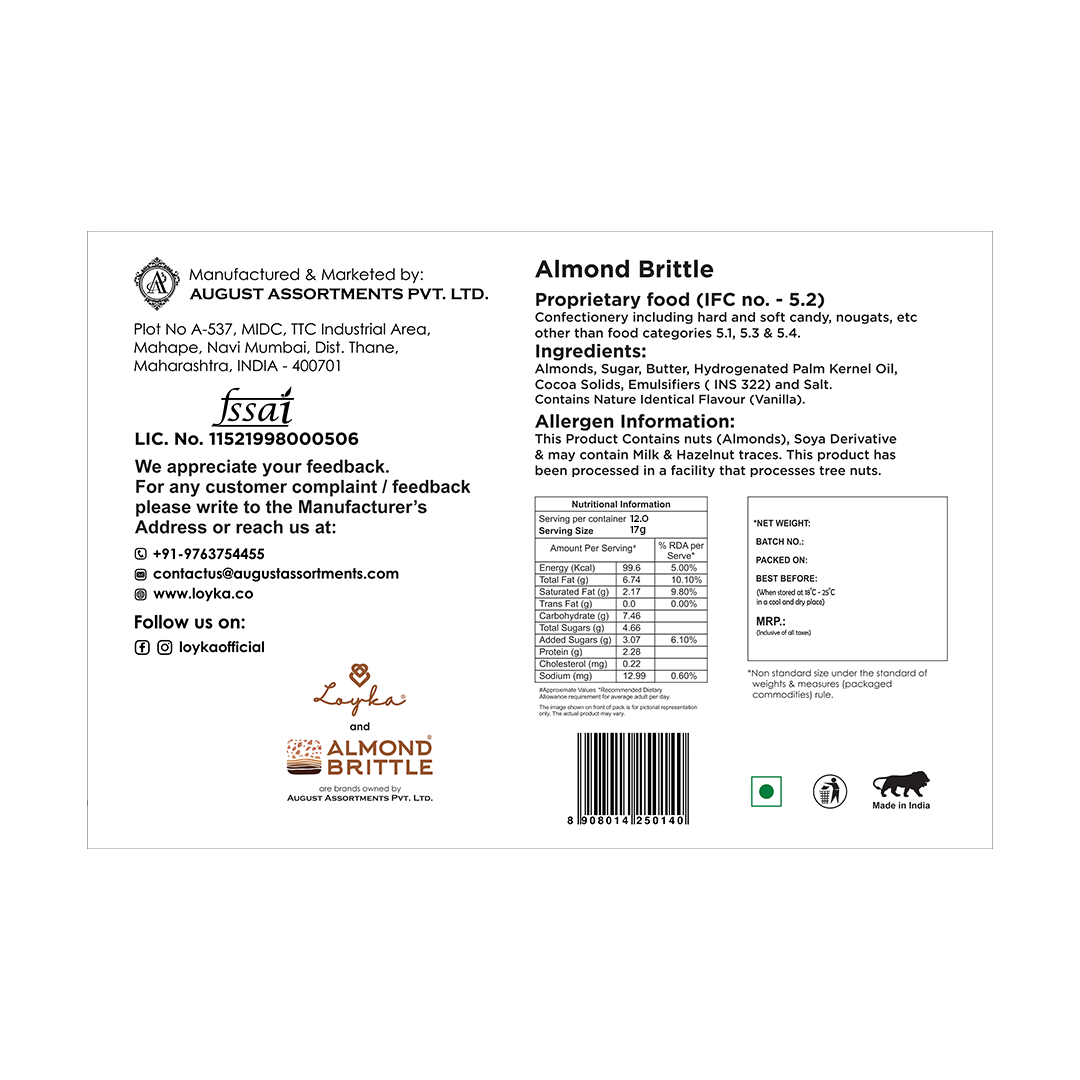 Manufactured & Marketed by:
AUGUST ASSORTMENTS PVT. LTD.
Plot No A-537, MIDC, TTC Industrial Area,
Mahape, Navi Mumbai, Dist. Thane,
Maharashtra, INDIA - 400701
fssai
LIC. No. 11521998000506
We appreciate your feedback.
For any customer complaint / feedback
please write to the Manufacturer's
Address or reach us at:
+91-9763754455
contactus@augustassortments.com
www.loyka.co
Follow us on:
loykaofficial
Loyka®
and
ALMOND®
BRITTLE
are brands owned by
AUGUST ASSORTMENTS PVT. LTD.
Almond Brittle
Proprietary food (IFC no. - 5.2)
Confectionery including hard and soft candy, nougats, etc
other than food categories 5.1, 5.3 & 5.4.
Ingredients:
Almonds, Sugar, Butter, Hydrogenated Palm Kernel Oil,
Cocoa Solids, Emulsifiers ( INS 322) and Salt.
Contains Nature Identical Flavour (Vanilla).
Allergen Information:
This Product Contains nuts (Almonds), Soya Derivative
& may contain Milk & Hazelnut traces. This product has
been processed in a facility that processes tree nuts.
Nutritional Information
Serving per container 12.0
Serving Size 17g
Amount Per Serving* % RDA per Serve*
Energy (Kcal) 99.6 5.00%
Total Fat (g) 6.74 10.10%
Saturated Fat (g) 2.17 9.80%
Trans Fat (g) 0.0 0.00%
Carbohydrate (g) 7.46
Total Sugars (g) 4.66
Added Sugars (g) 3.07 6.10%
Protein (g) 2.28
Cholesterol (mg) 0.22
Sodium (mg) 12.99 0.60%
#Approximate Values *Recommended Dietary
Allowance requirement for average adult per day.
The image shown on front of pack is for pictorial representation
only. The actual product may vary.
8 908014 250140
*NET WEIGHT:
BATCH NO.:
PACKED ON:
BEST BEFORE:
(When stored at 18°C - 25°C
in a cool and dry place)
MRP.:
(Inclusive of all taxes)
*Non standard size under the standard of
weights & measures (packaged
commodities) rule.
Made in India